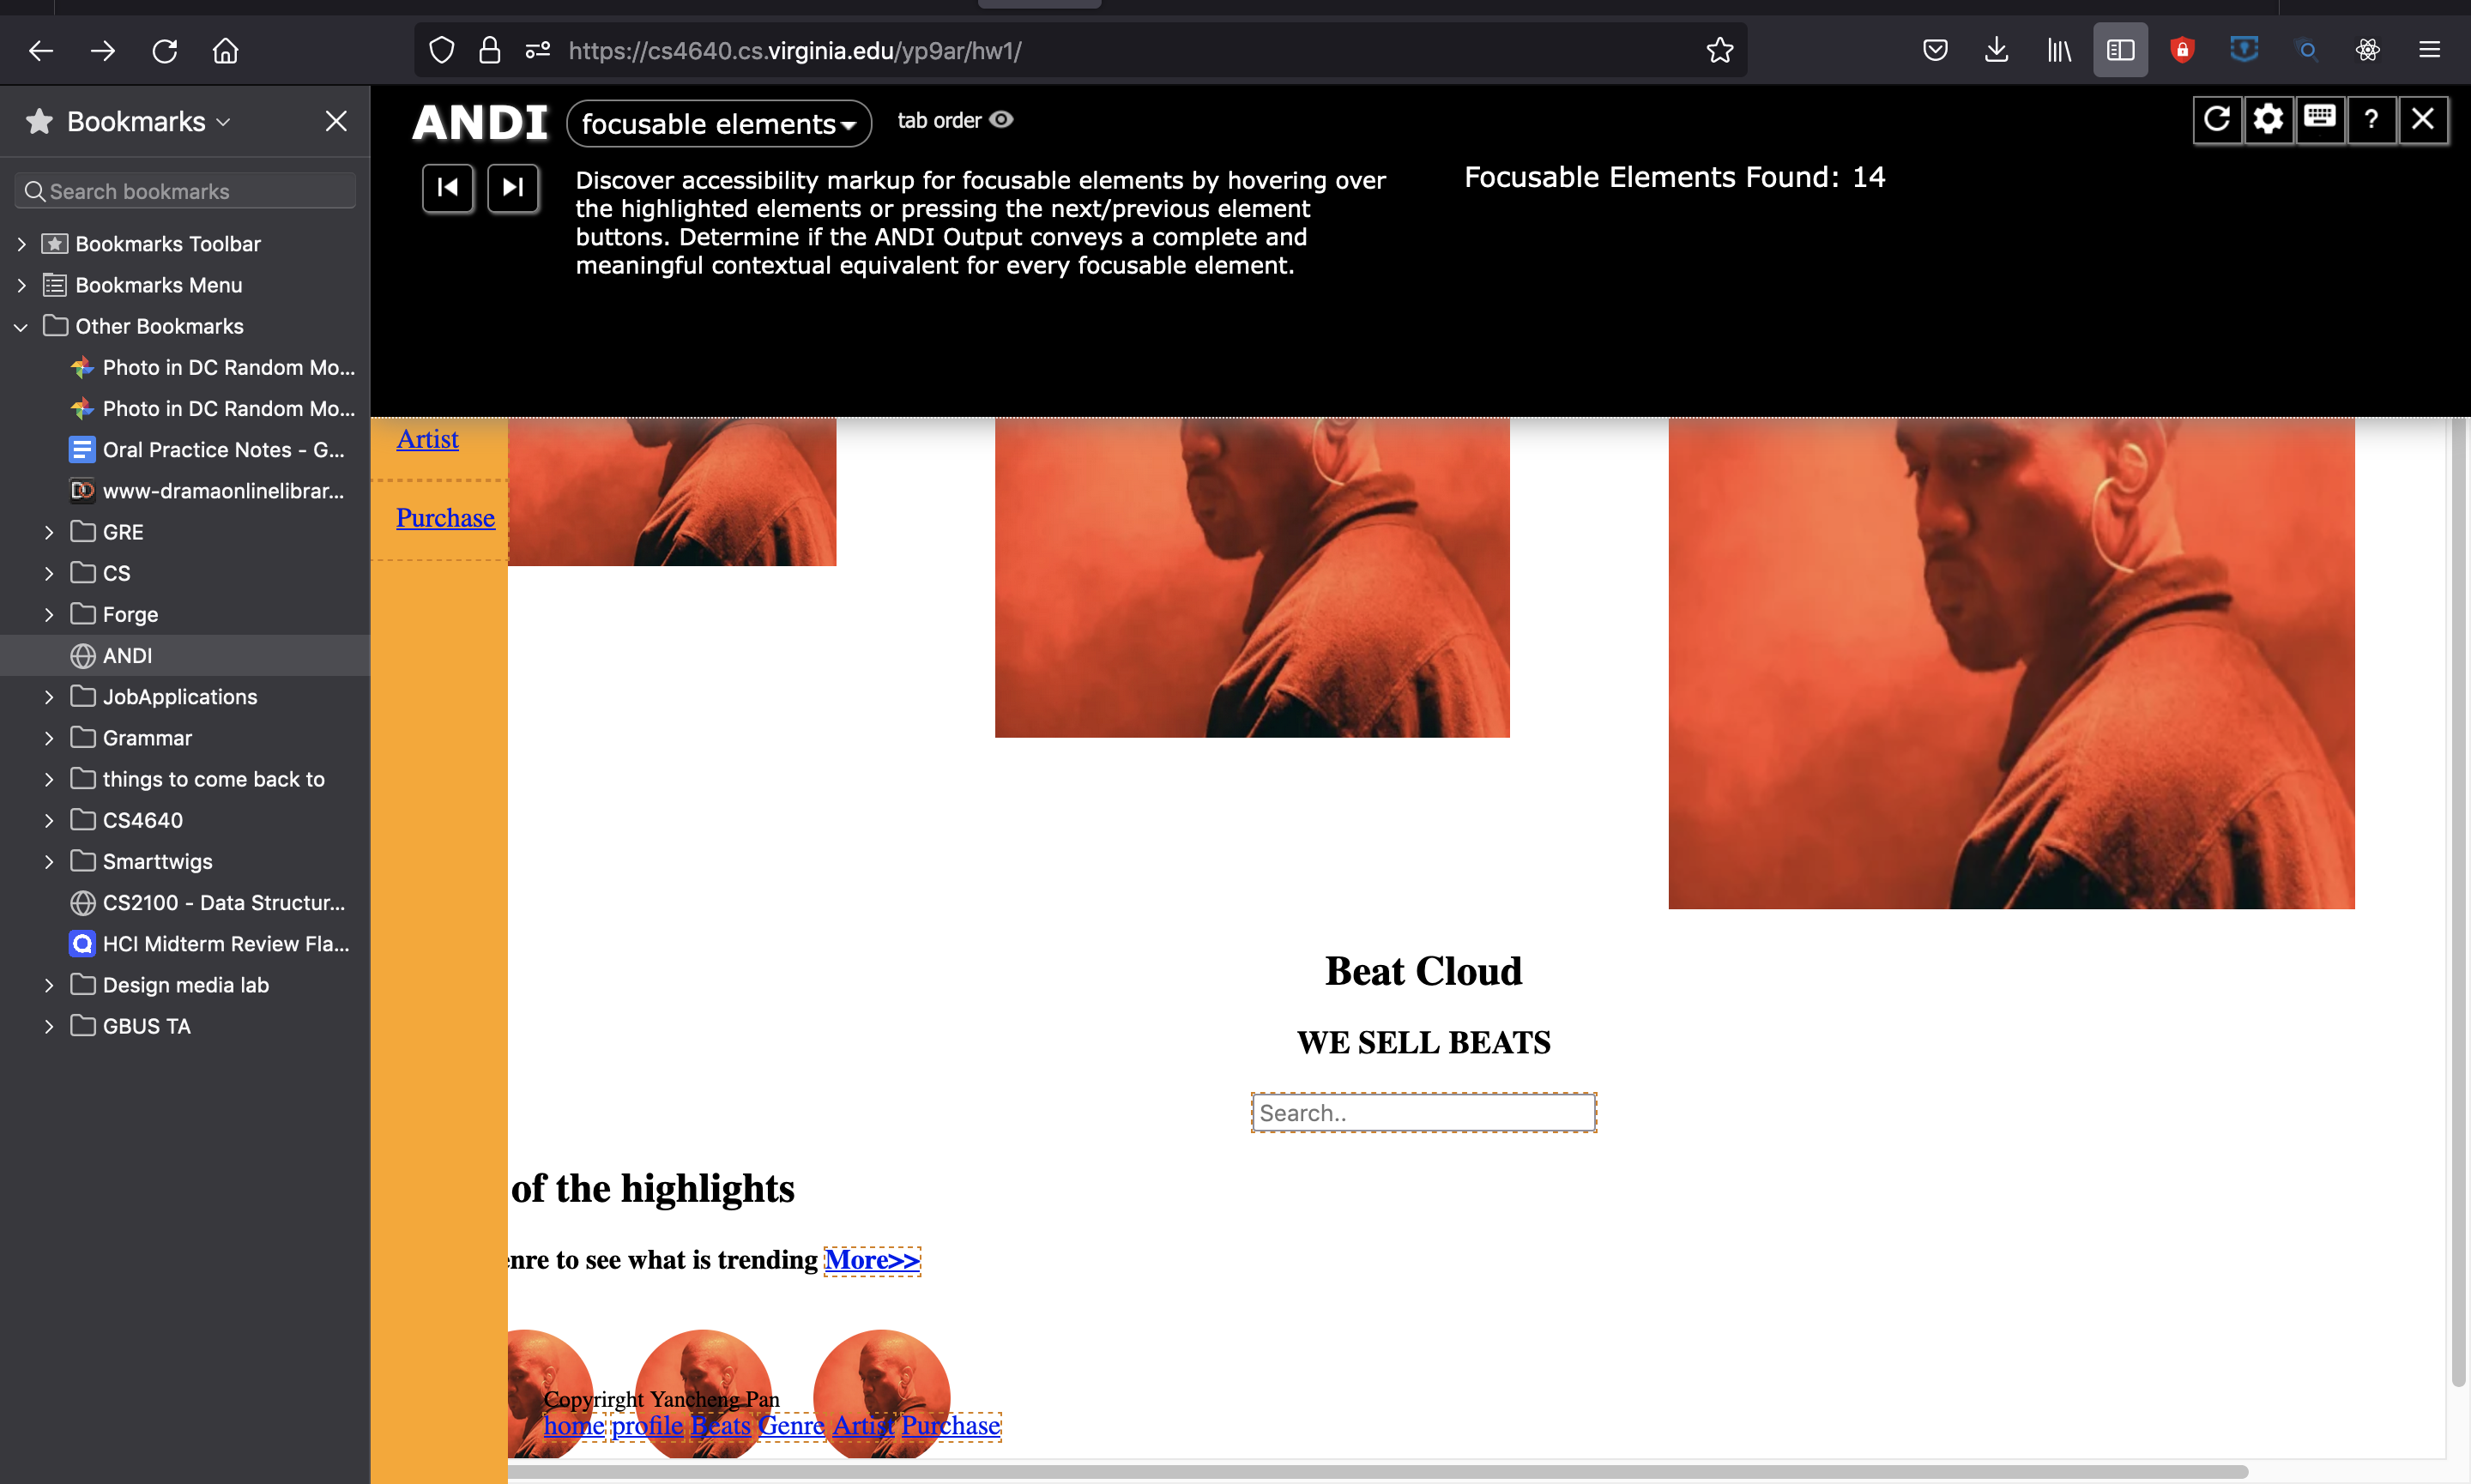 https://cs4640.cs.virginia.edu/yp9ar/hw1/
Bookmarks
Search bookmarks
Bookmarks Toolbar
Bookmarks Menu
Other Bookmarks
Photo in DC Random Mo...
Photo in DC Random Mo...
Oral Practice Notes - G...
www-dramaonlinelibrar...
GRE
CS
Forge
ANDI
JobApplications
Grammar
things to come back to
CS4640
Smarttwigs
CS2100 - Data Structur...
HCI Midterm Review Fla...
Design media lab
GBUS TA
ANDI
focusable elements
tab order
?
Discover accessibility markup for focusable elements by hovering over
the highlighted elements or pressing the next/previous element
buttons. Determine if the ANDI Output conveys a complete and
meaningful contextual equivalent for every focusable element.
Focusable Elements Found: 14
Artist
Purchase
Beat Cloud
WE SELL BEATS
Search..
of the highlights
enre to see what is trending More>>
Copyrirght Yancheng Pan
home profile Beats Genre Artist Purchase